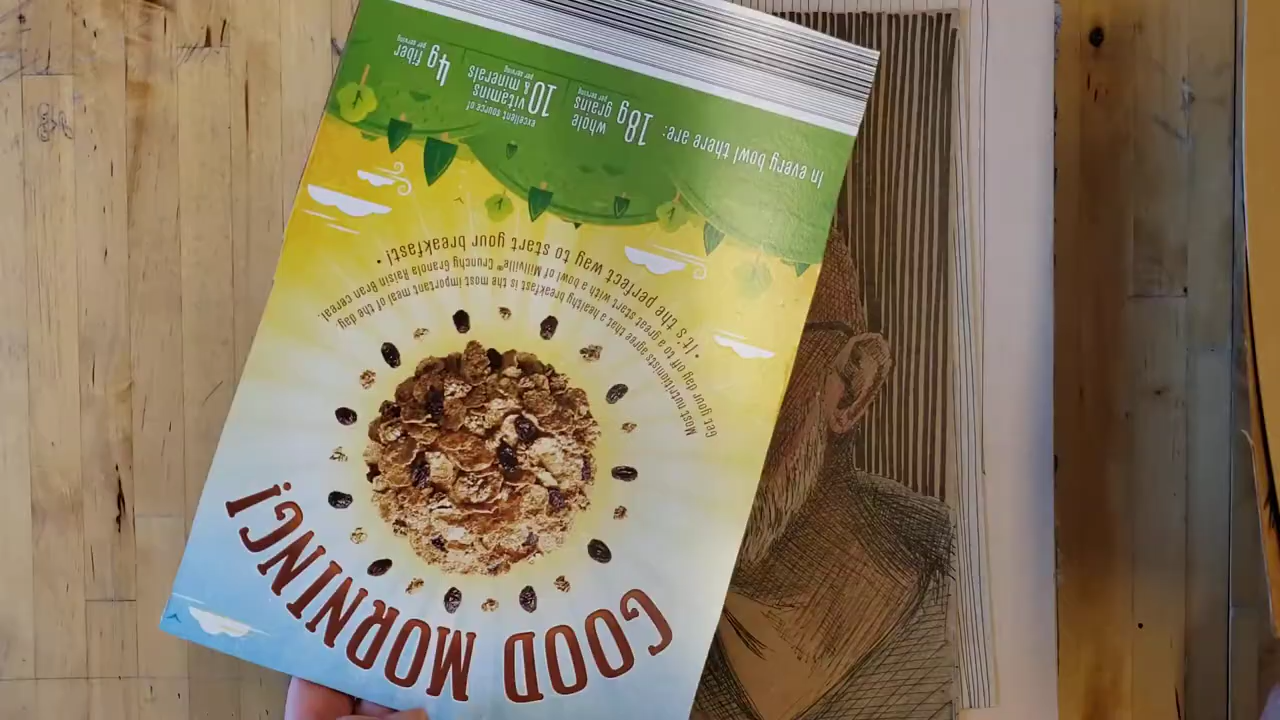 GOOD MORNING!
Most nutritionists agree that a healthy breakfast is the most important meal of the day.
Get your day off to a great start with a bowl of Millville® Crunchy Granola Raisin Bran cereal!
• It's the perfect way to start your breakfast! •
In every bowl there are:
18g whole grains per serving
excellent source of 10 vitamins & minerals per serving
4g fiber per serving